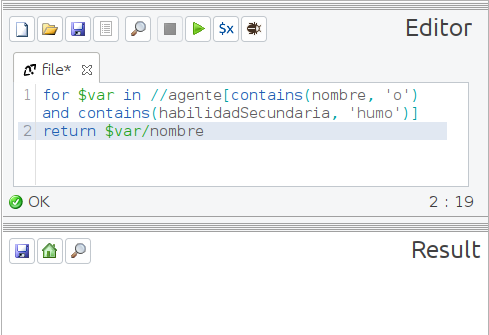 Editor
$x
file*
1 for $var in //agente[contains(nombre, 'o')
and contains(habilidadSecundaria, 'humo')]
2 return $var/nombre
OK 2 : 19
Result